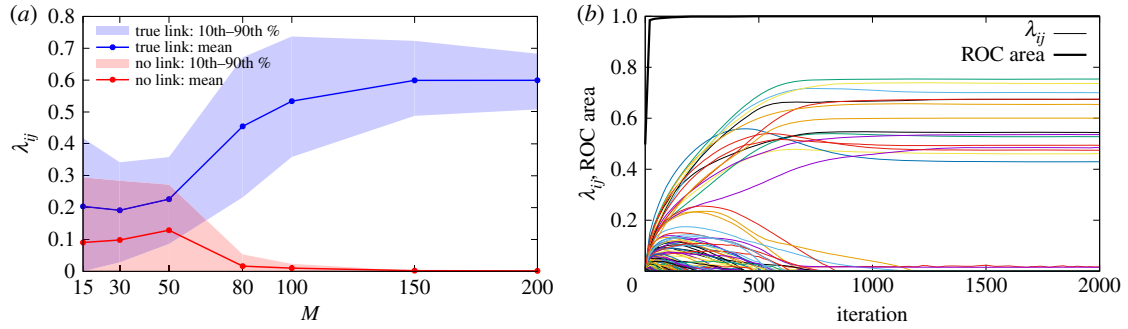 (a)
0.8
0.7
0.6
0.5
0.4
0.3
0.2
0.1
0
λij
true link: 10th–90th %
true link: mean
no link: 10th–90th %
no link: mean
15 30 50 80 100 150 200
M
(b)
1.0
0.8
0.6
0.4
0.2
λij, ROC area
λij
ROC area
0 500 1000 1500 2000
iteration